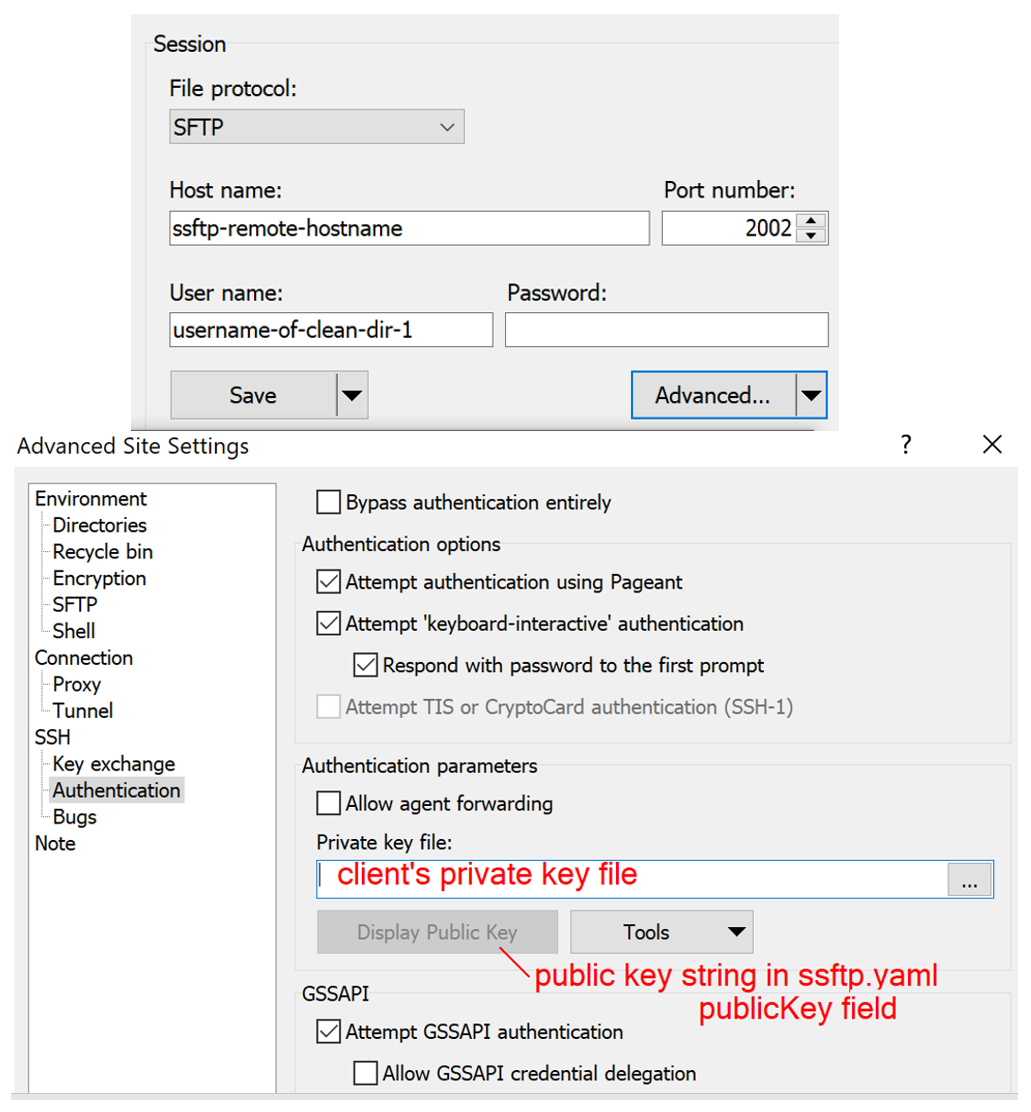 Session
File protocol:
SFTP
Host name:
Port number:
ssftp-remote-hostname
2002
User name:
Password:
username-of-clean-dir-1
Save
Advanced...
Advanced Site Settings
?
Environment
Directories
Recycle bin
Encryption
SFTP
Shell
Connection
Proxy
Tunnel
SSH
Key exchange
Authentication
Bugs
Note
Bypass authentication entirely
Authentication options
Attempt authentication using Pageant
Attempt 'keyboard-interactive' authentication
Respond with password to the first prompt
Attempt TIS or CryptoCard authentication (SSH-1)
Authentication parameters
Allow agent forwarding
Private key file:
client's private key file
...
Display Public Key
Tools
public key string in ssftp.yaml
publicKey field
GSSAPI
Attempt GSSAPI authentication
Allow GSSAPI credential delegation